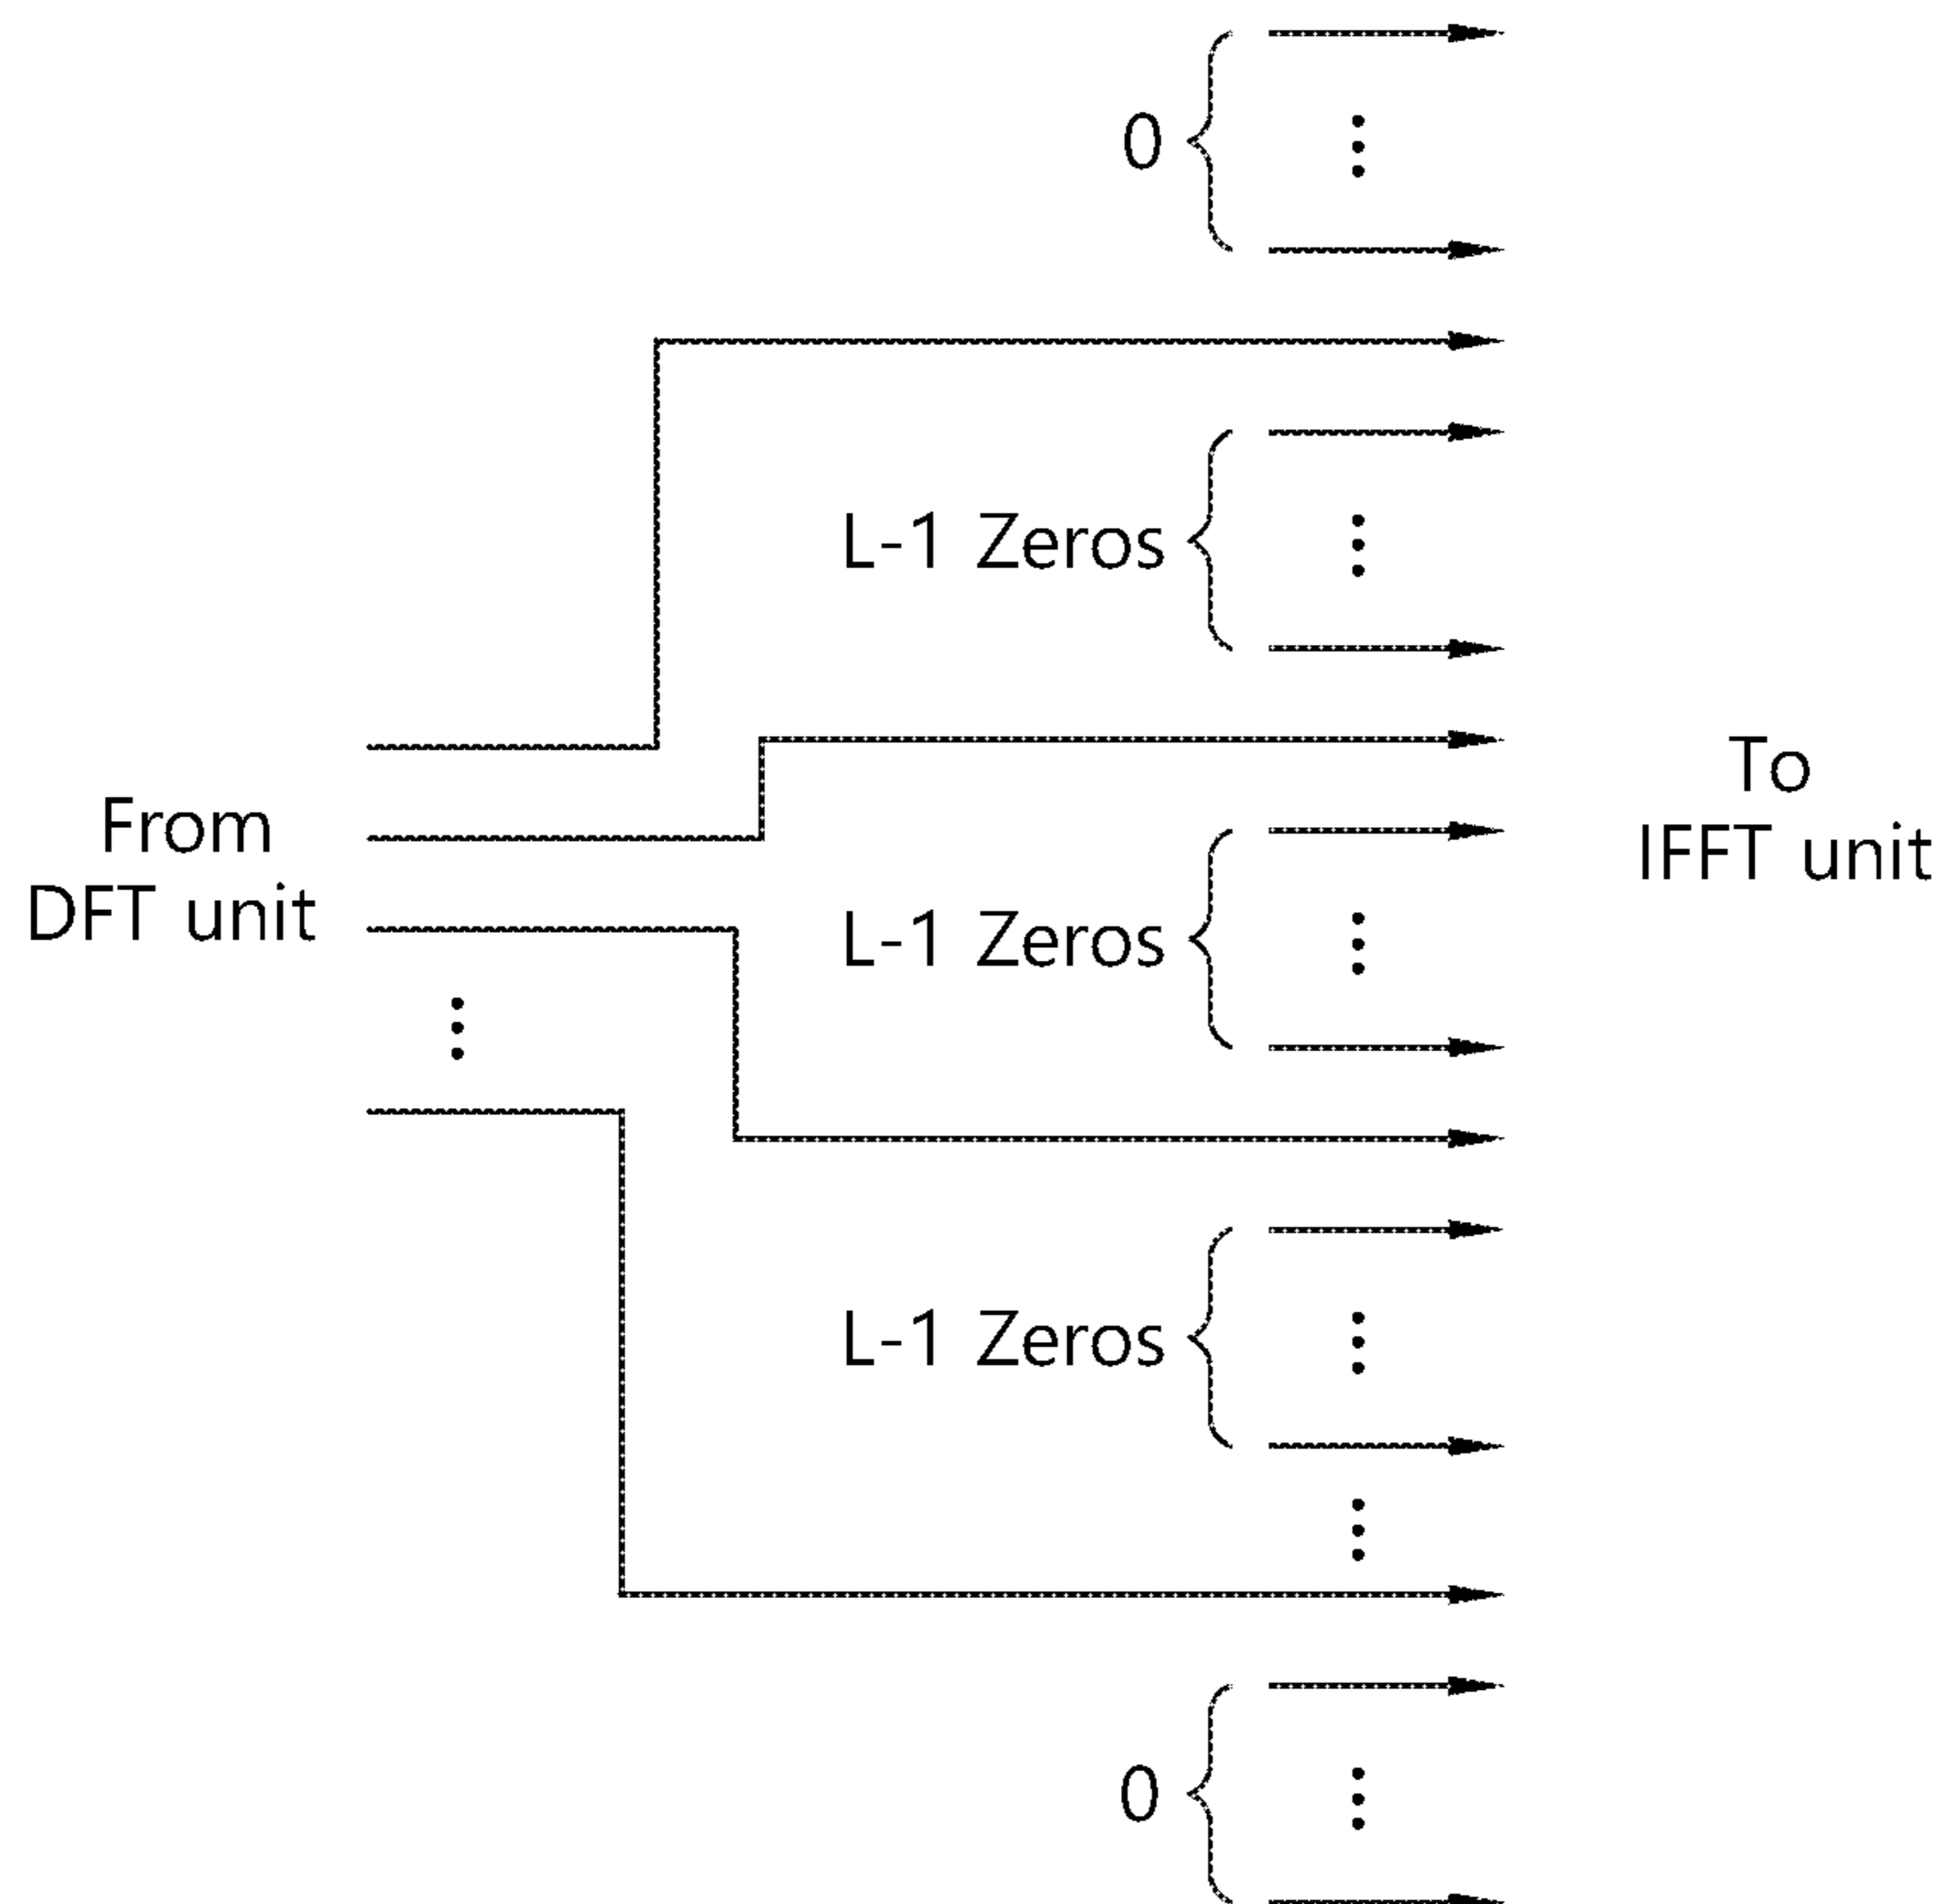 0
L-1 Zeros
From
DFT unit
To
IFFT unit
L-1 Zeros
L-1 Zeros
0